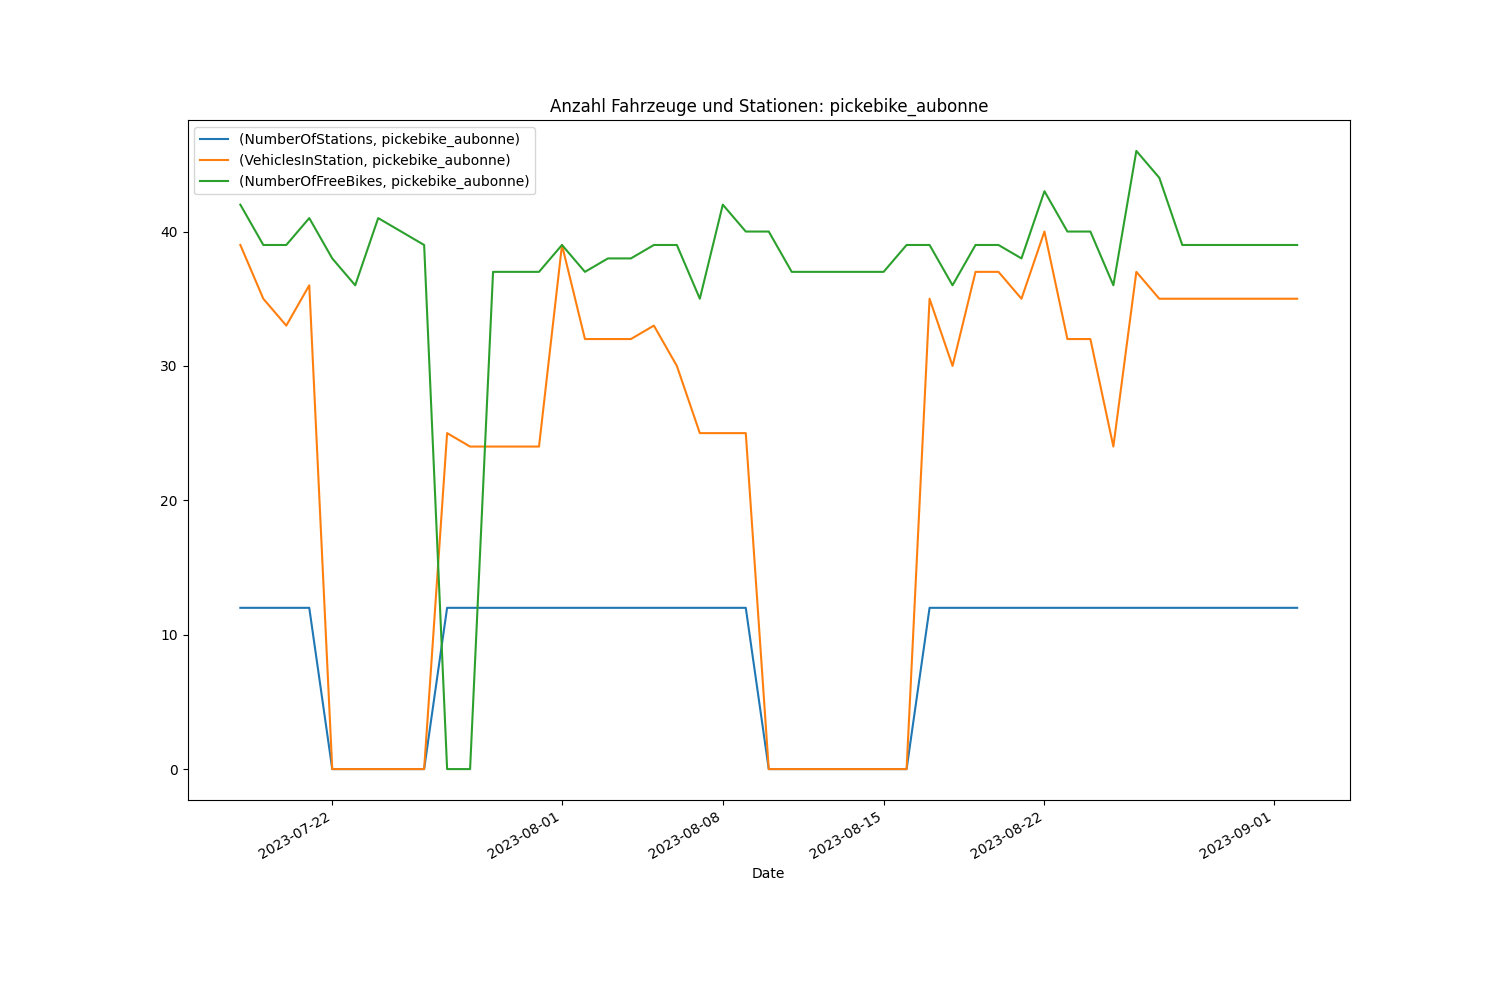 Anzahl Fahrzeuge und Stationen: pickebike_aubonne
(NumberOfStations, pickebike_aubonne)
(VehiclesInStation, pickebike_aubonne)
(NumberOfFreeBikes, pickebike_aubonne)
40
30
20
10
0
2023-07-22
2023-08-01
2023-08-08
2023-08-15
2023-08-22
2023-09-01
Date